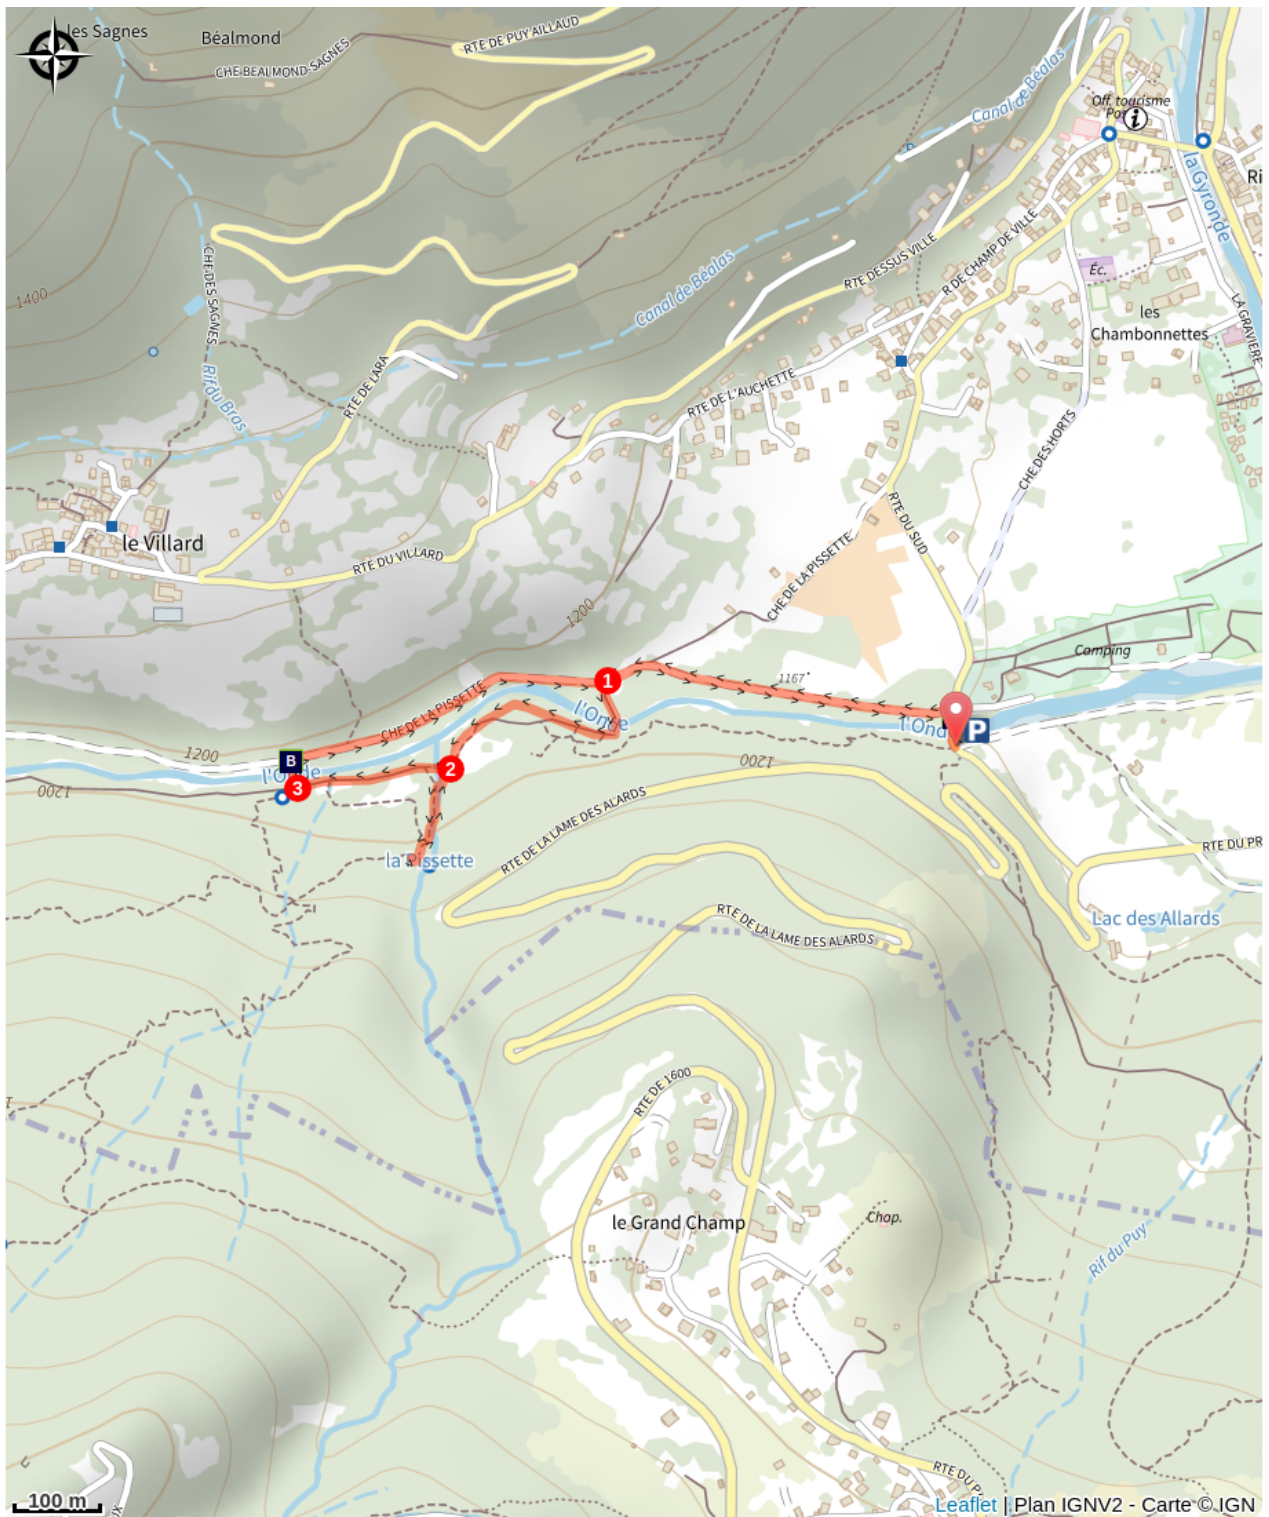 les Sagnes
Béalmond
CHE BEALMOND-SAGNES
RTE DE PUY AILLAUD
Canal de Béalas
Off. tourisme
i
la Gyronde
CHE DES SAGNES
1400
Canal de Béalas
RTE DESSUS VILLE
R DE CHAMP DE VILLE
Éc.
les
Chambonnettes
LA GRAVIERE
Rif du Bras
RTE DE LARA
RTE DE L'AUCHETTE
CHE DES HORTS
le Villard
RTE DU VILLARD
RTE DU SUD
CHE DE LA PISSETTE
1200
Camping
1
1167
CHE DE LA PISSETTE
l'Onde
l'Onde
P
1200
B
l'Onde
2
1200
3
1200
RTE DE LA LAME DES ALARDS
la Pissette
RTE DU PR
RTE DE LA LAME DES ALARDS
Lac des Allards
RTE DE 1600
le Grand Champ
Chap.
Rif du Puy
RTE DU P
100 m
Leaflet | Plan IGNV2 - Carte © IGN